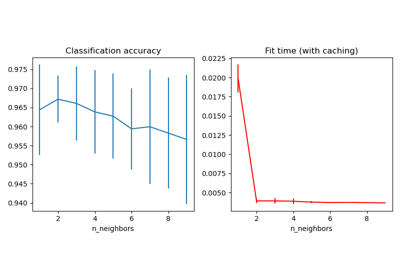 Classification accuracy
0.975
0.970
0.965
0.960
0.955
0.950
0.945
0.940
2 4 6 8
n_neighbors
Fit time (with caching)
0.0225
0.0200
0.0175
0.0150
0.0125
0.0100
0.0075
0.0050
2 4 6 8
n_neighbors